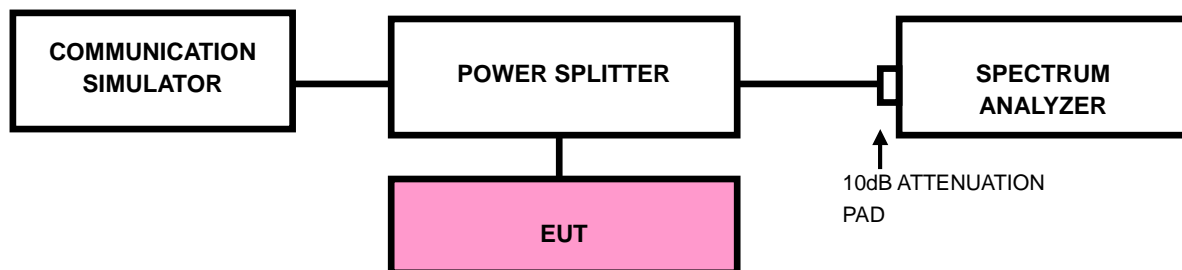 COMMUNICATION
SIMULATOR
POWER SPLITTER
SPECTRUM
ANALYZER
10dB ATTENUATION
PAD
EUT